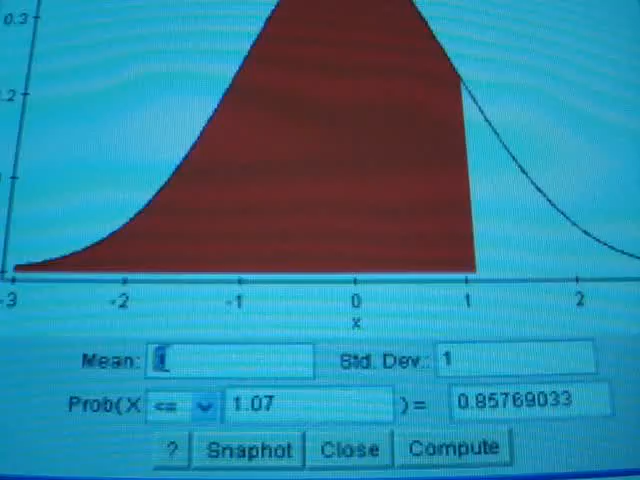 0.3
.2
-3 -2 -1 0 1 2
x
Mean: Std. Dev.: 1
Prob(X <= 1.07 )= 0.85769033
? Snaphot Close Compute